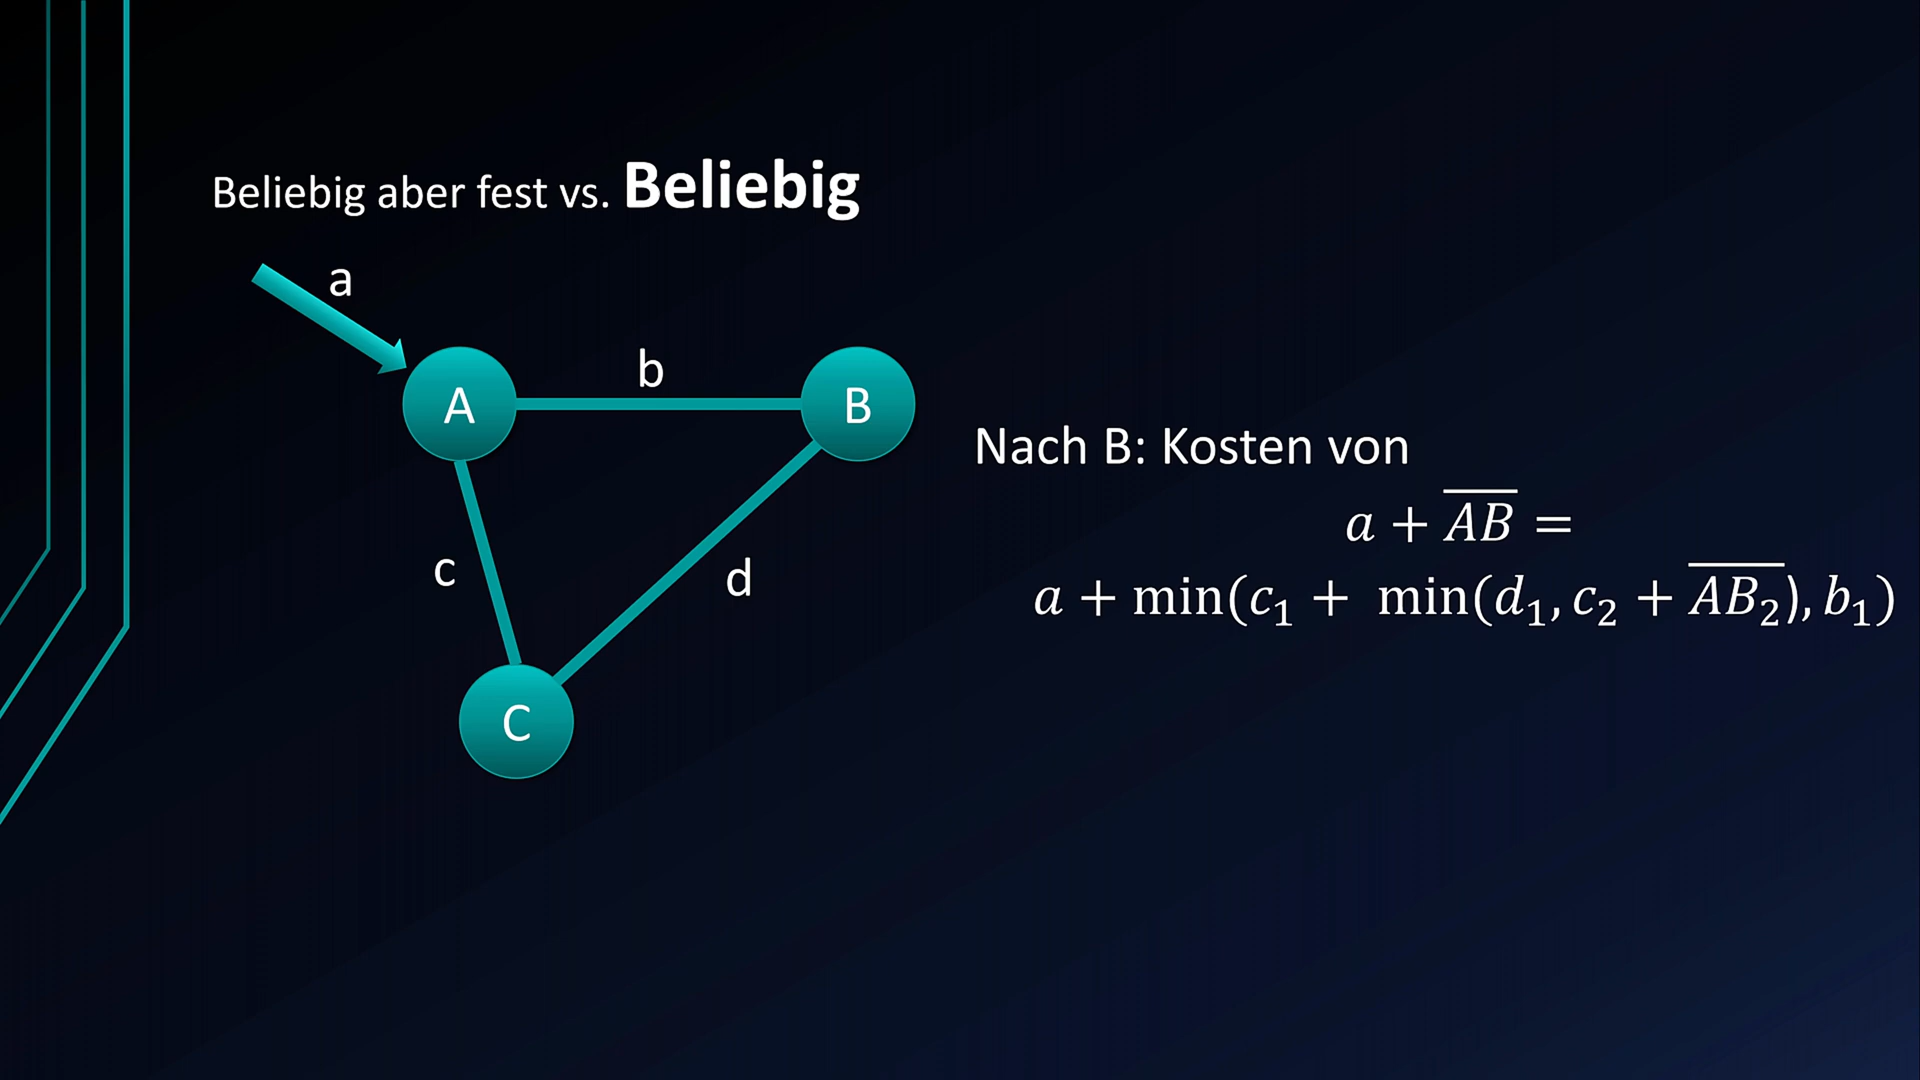 Beliebig aber fest vs. Beliebig
a
A
b
B
c
d
C
Nach B: Kosten von
$a + \overline{AB} =$
$a + \min(c_1 + \min(d_1, c_2 + \overline{AB_2}), b_1)$